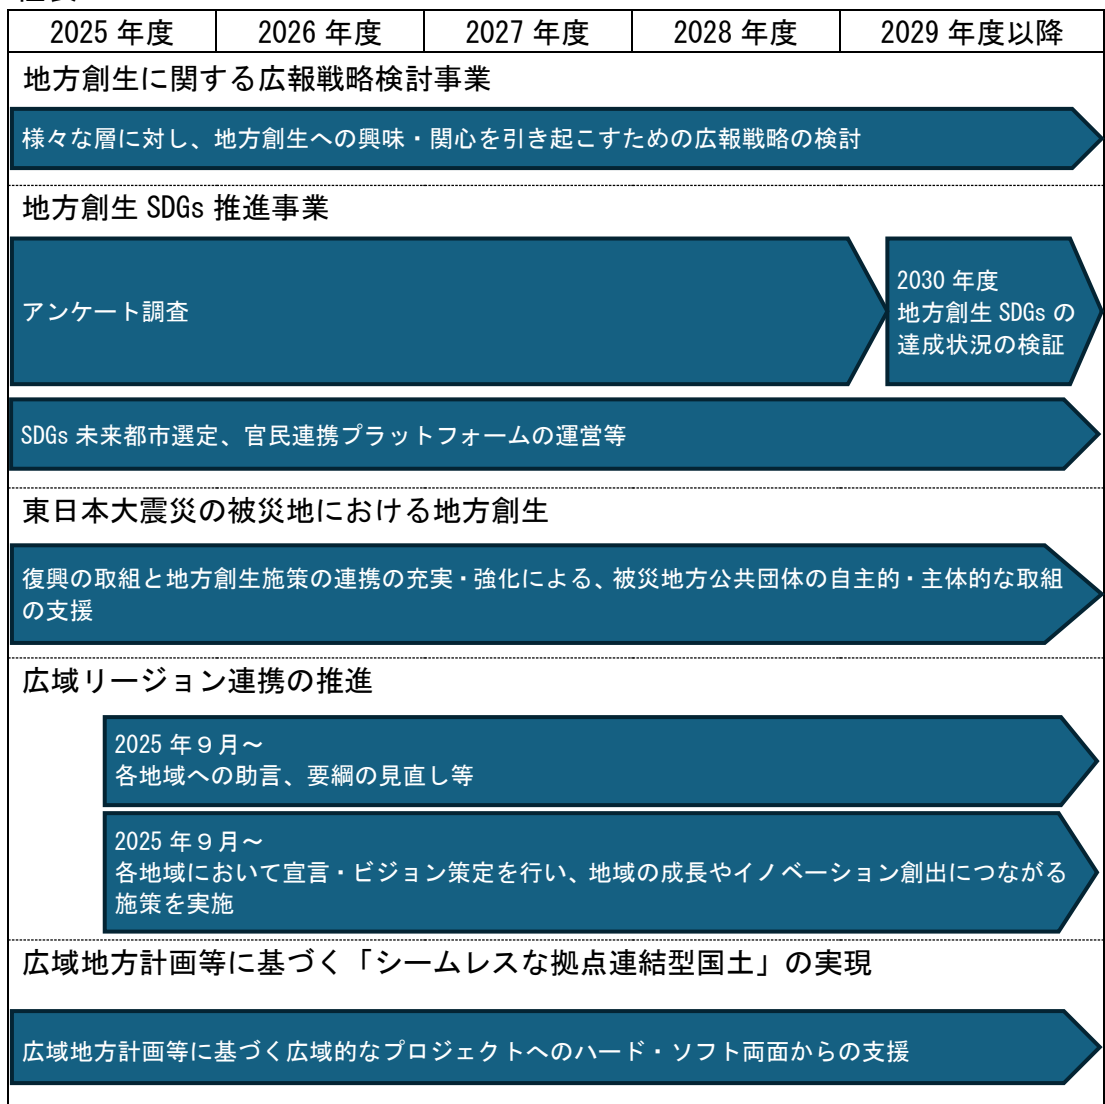 2025 年度 2026 年度 2027 年度 2028 年度 2029 年度以降
地方創生に関する広報戦略検討事業
様々な層に対し、地方創生への興味・関心を引き起こすための広報戦略の検討
地方創生 SDGs 推進事業
アンケート調査
2030 年度
地方創生 SDGs の
達成状況の検証
SDGs 未来都市選定、官民連携プラットフォームの運営等
東日本大震災の被災地における地方創生
復興の取組と地方創生施策の連携の充実・強化による、被災地方公共団体の自主的・主体的な取組
の支援
広域リージョン連携の推進
2025 年９月～
各地域への助言、要綱の見直し等
2025 年９月～
各地域において宣言・ビジョン策定を行い、地域の成長やイノベーション創出につながる
施策を実施
広域地方計画等に基づく「シームレスな拠点連結型国土」の実現
広域地方計画等に基づく広域的なプロジェクトへのハード・ソフト両面からの支援